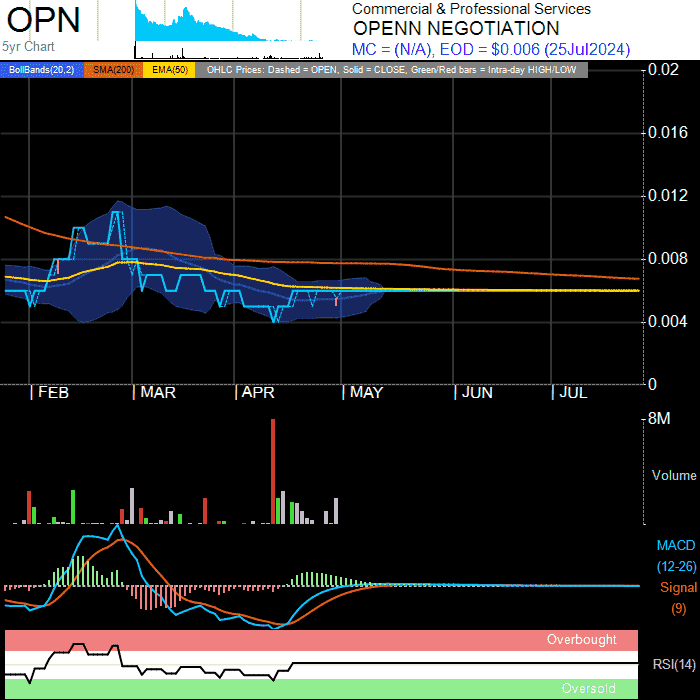 OPN
5yr Chart
Commercial & Professional Services
OPENN NEGOTIATION
MC = (N/A), EOD = $0.006 (25Jul2024)
BollBands(20,2) SMA(200) EMA(50) OHLC Prices: Dashed = OPEN, Solid = CLOSE, Green/Red bars = Intra-day HIGH/LOW
0.02
0.016
0.012
0.008
0.004
0
FEB MAR APR MAY JUN JUL
8M
Volume
MACD
(12-26)
Signal
(9)
Overbought
RSI(14)
Oversold